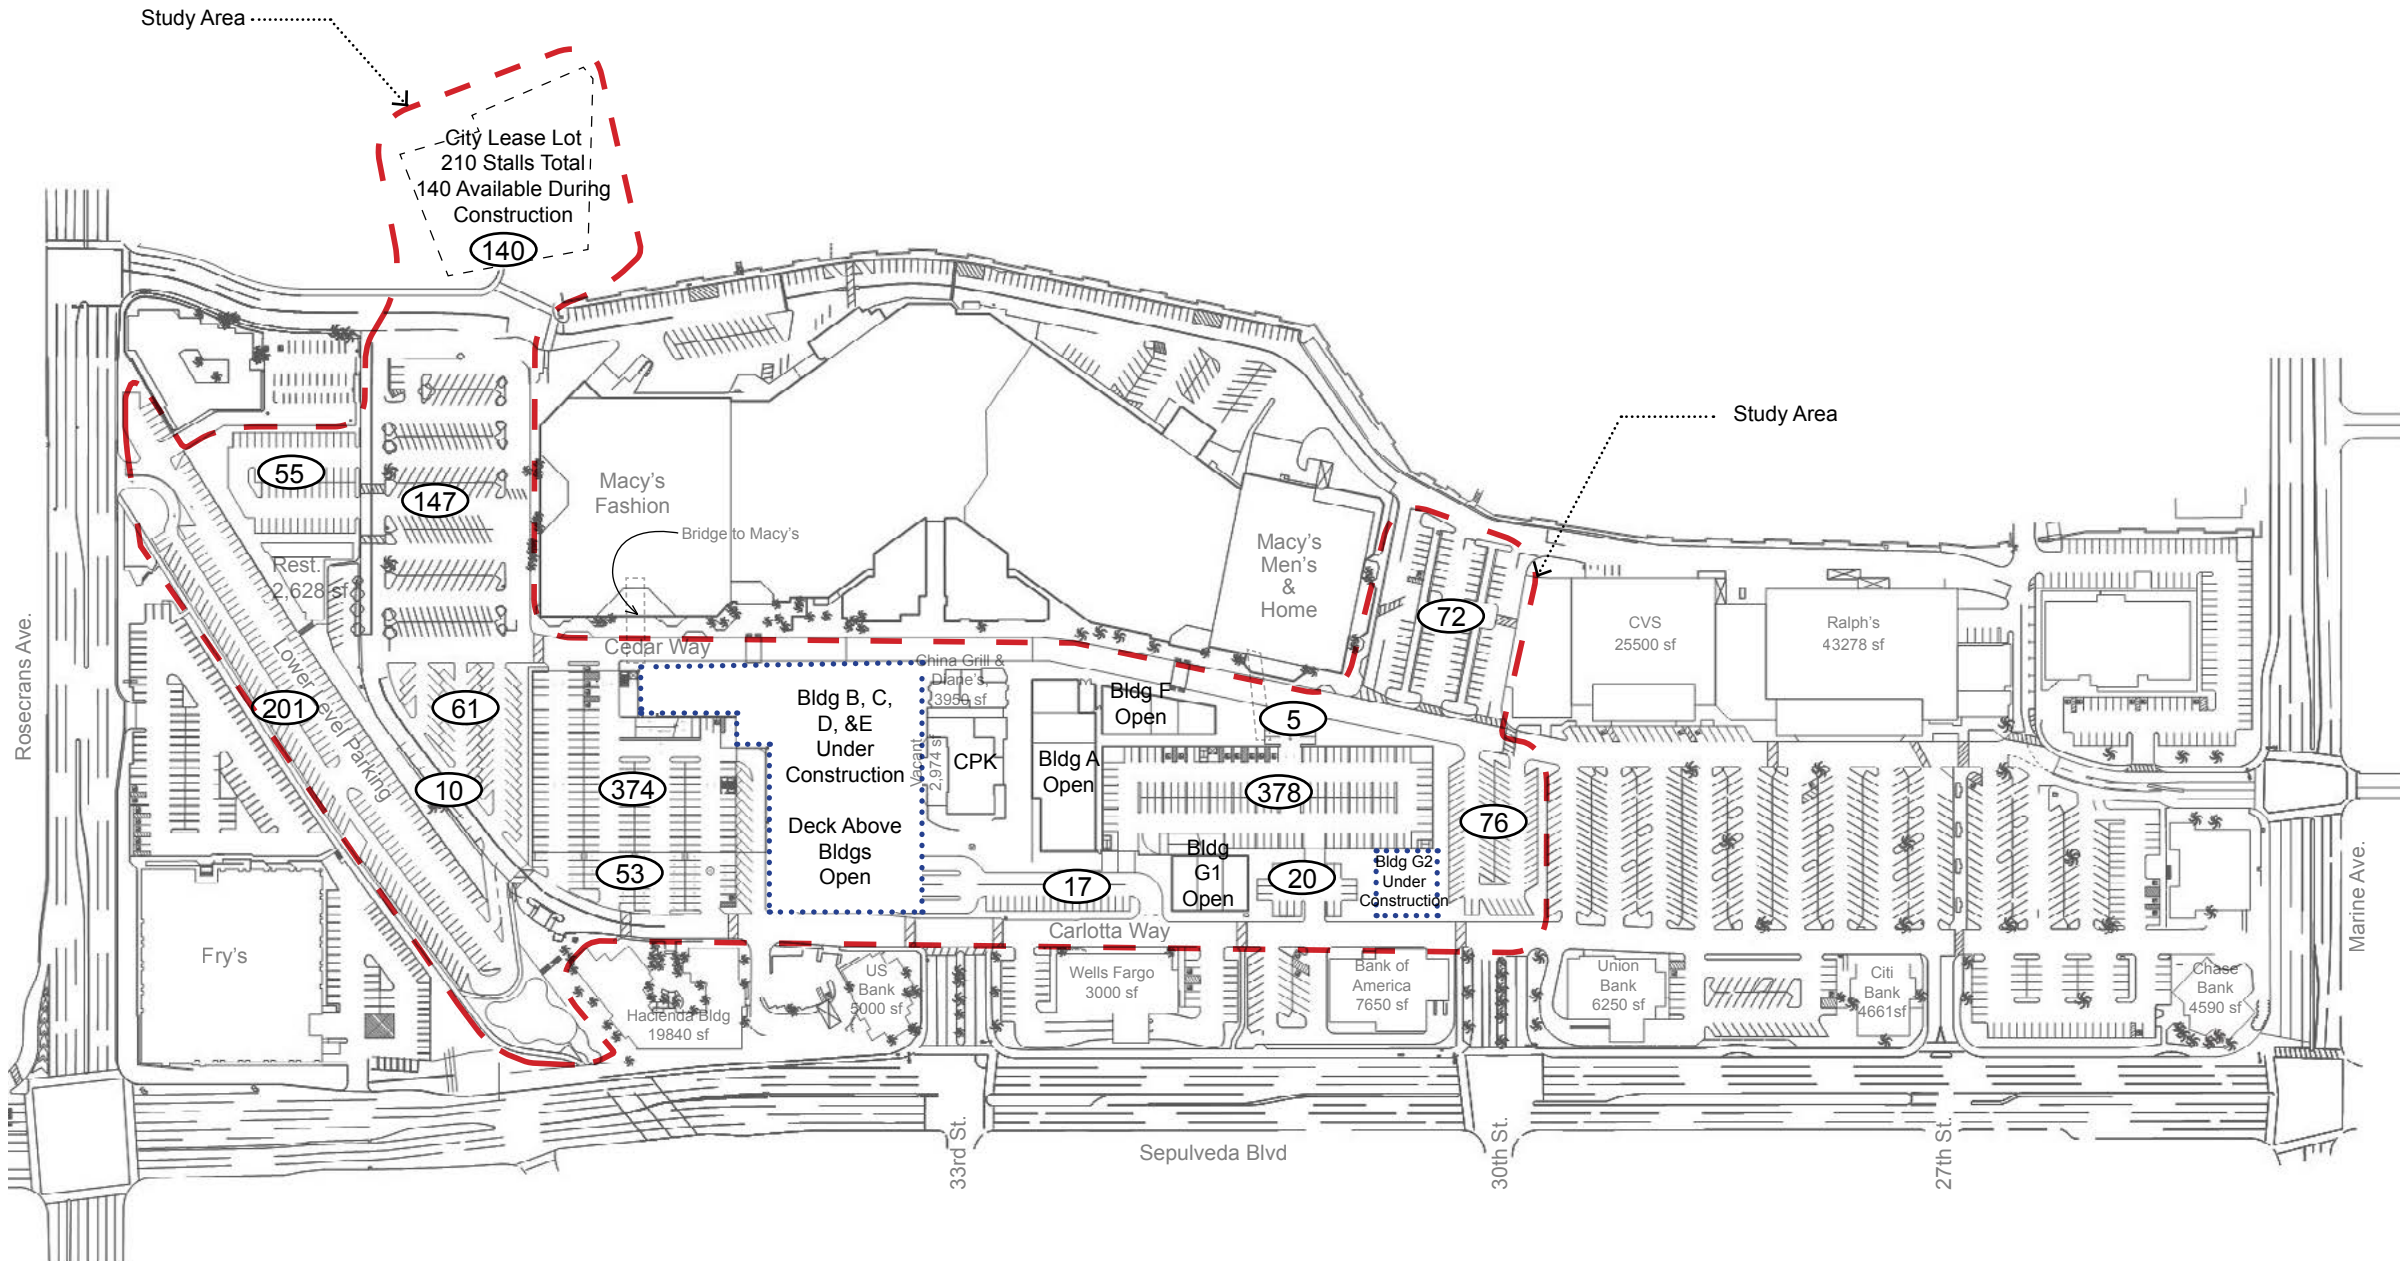 Study Area
City Lease Lot
210 Stalls Total
140 Available During
Construction
140
Study Area
55
147
Macy's
Fashion
Bridge to Macy's
Macy's
Men's
&
Home
Rest.
2,628 sf
72
CVS
25500 sf
Ralph's
43278 sf
Rosecrans Ave.
Lower Level Parking
Cedar Way
China Grill &
Diane's
3950 sf
201
61
10
374
53
Bldg B, C,
D, &E
Under
Construction
Deck Above
Bldgs
Open
Vacant
2,974 sf
CPK
Bldg A
Open
Bldg F
Open
5
378
76
17
Bldg
G1
Open
20
Bldg G2
Under
Construction
Carlotta Way
Marine Ave.
Fry's
Hacienda Bldg
19840 sf
US
Bank
5000 sf
Wells Fargo
3000 sf
Bank of
America
7650 sf
Union
Bank
6250 sf
Citi
Bank
4661sf
Chase
Bank
4590 sf
33rd St.
Sepulveda Blvd
30th St.
27th St.